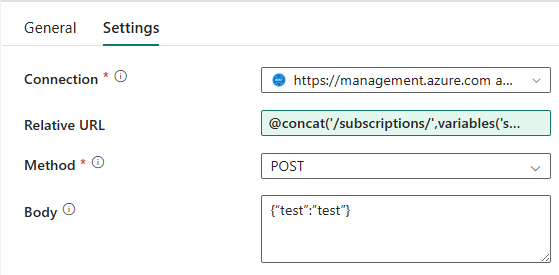 General Settings
Connection * https://management.azure.com a...
Relative URL @concat('/subscriptions/',variables('s...
Method * POST
Body {"test":"test"}